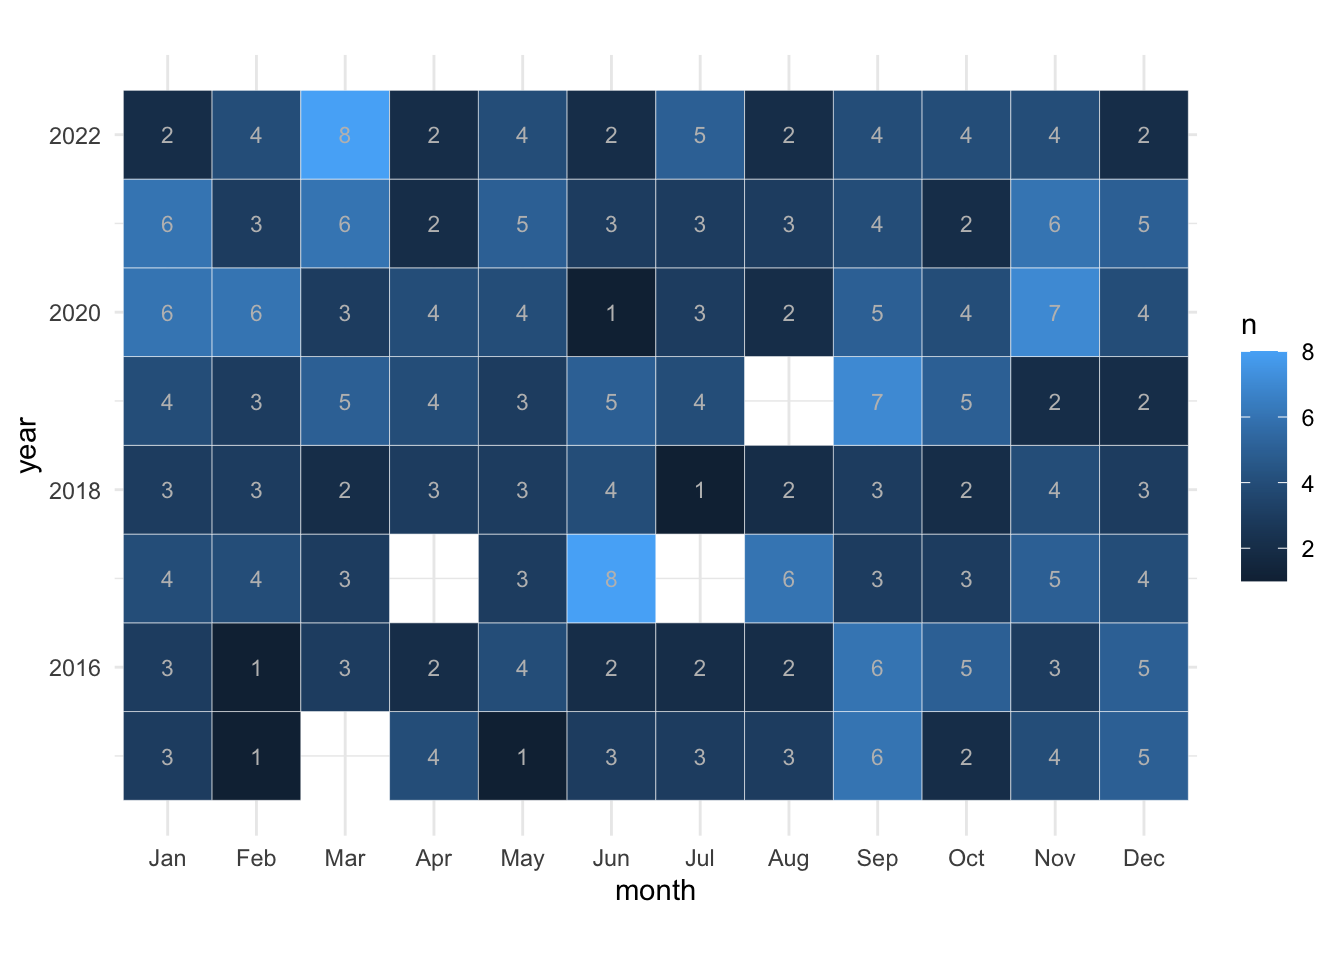 2022 2 4 8 2 4 2 5 2 4 4 4 2
6 3 6 2 5 3 3 3 4 2 6 5
2020 6 6 3 4 4 1 3 2 5 4 7 4
4 3 5 4 3 5 4 7 5 2 2
2018 3 3 2 3 3 4 1 2 3 2 4 3
4 4 3 3 8 6 3 3 5 4
2016 3 1 3 2 4 2 2 2 6 5 3 5
3 1 4 1 3 3 3 6 2 4 5
Jan Feb Mar Apr May Jun Jul Aug Sep Oct Nov Dec
month
year
n
8
6
4
2